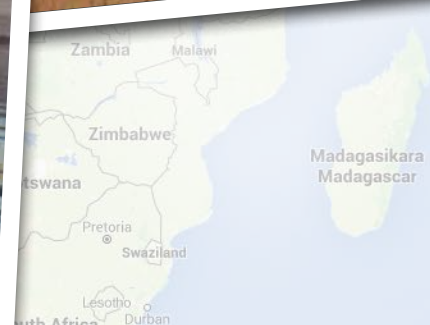 Zambia
Malawi
Zimbabwe
Madagasikara
Madagascar
tswana
Pretoria
Swaziland
Lesotho
Durban
uth Africa